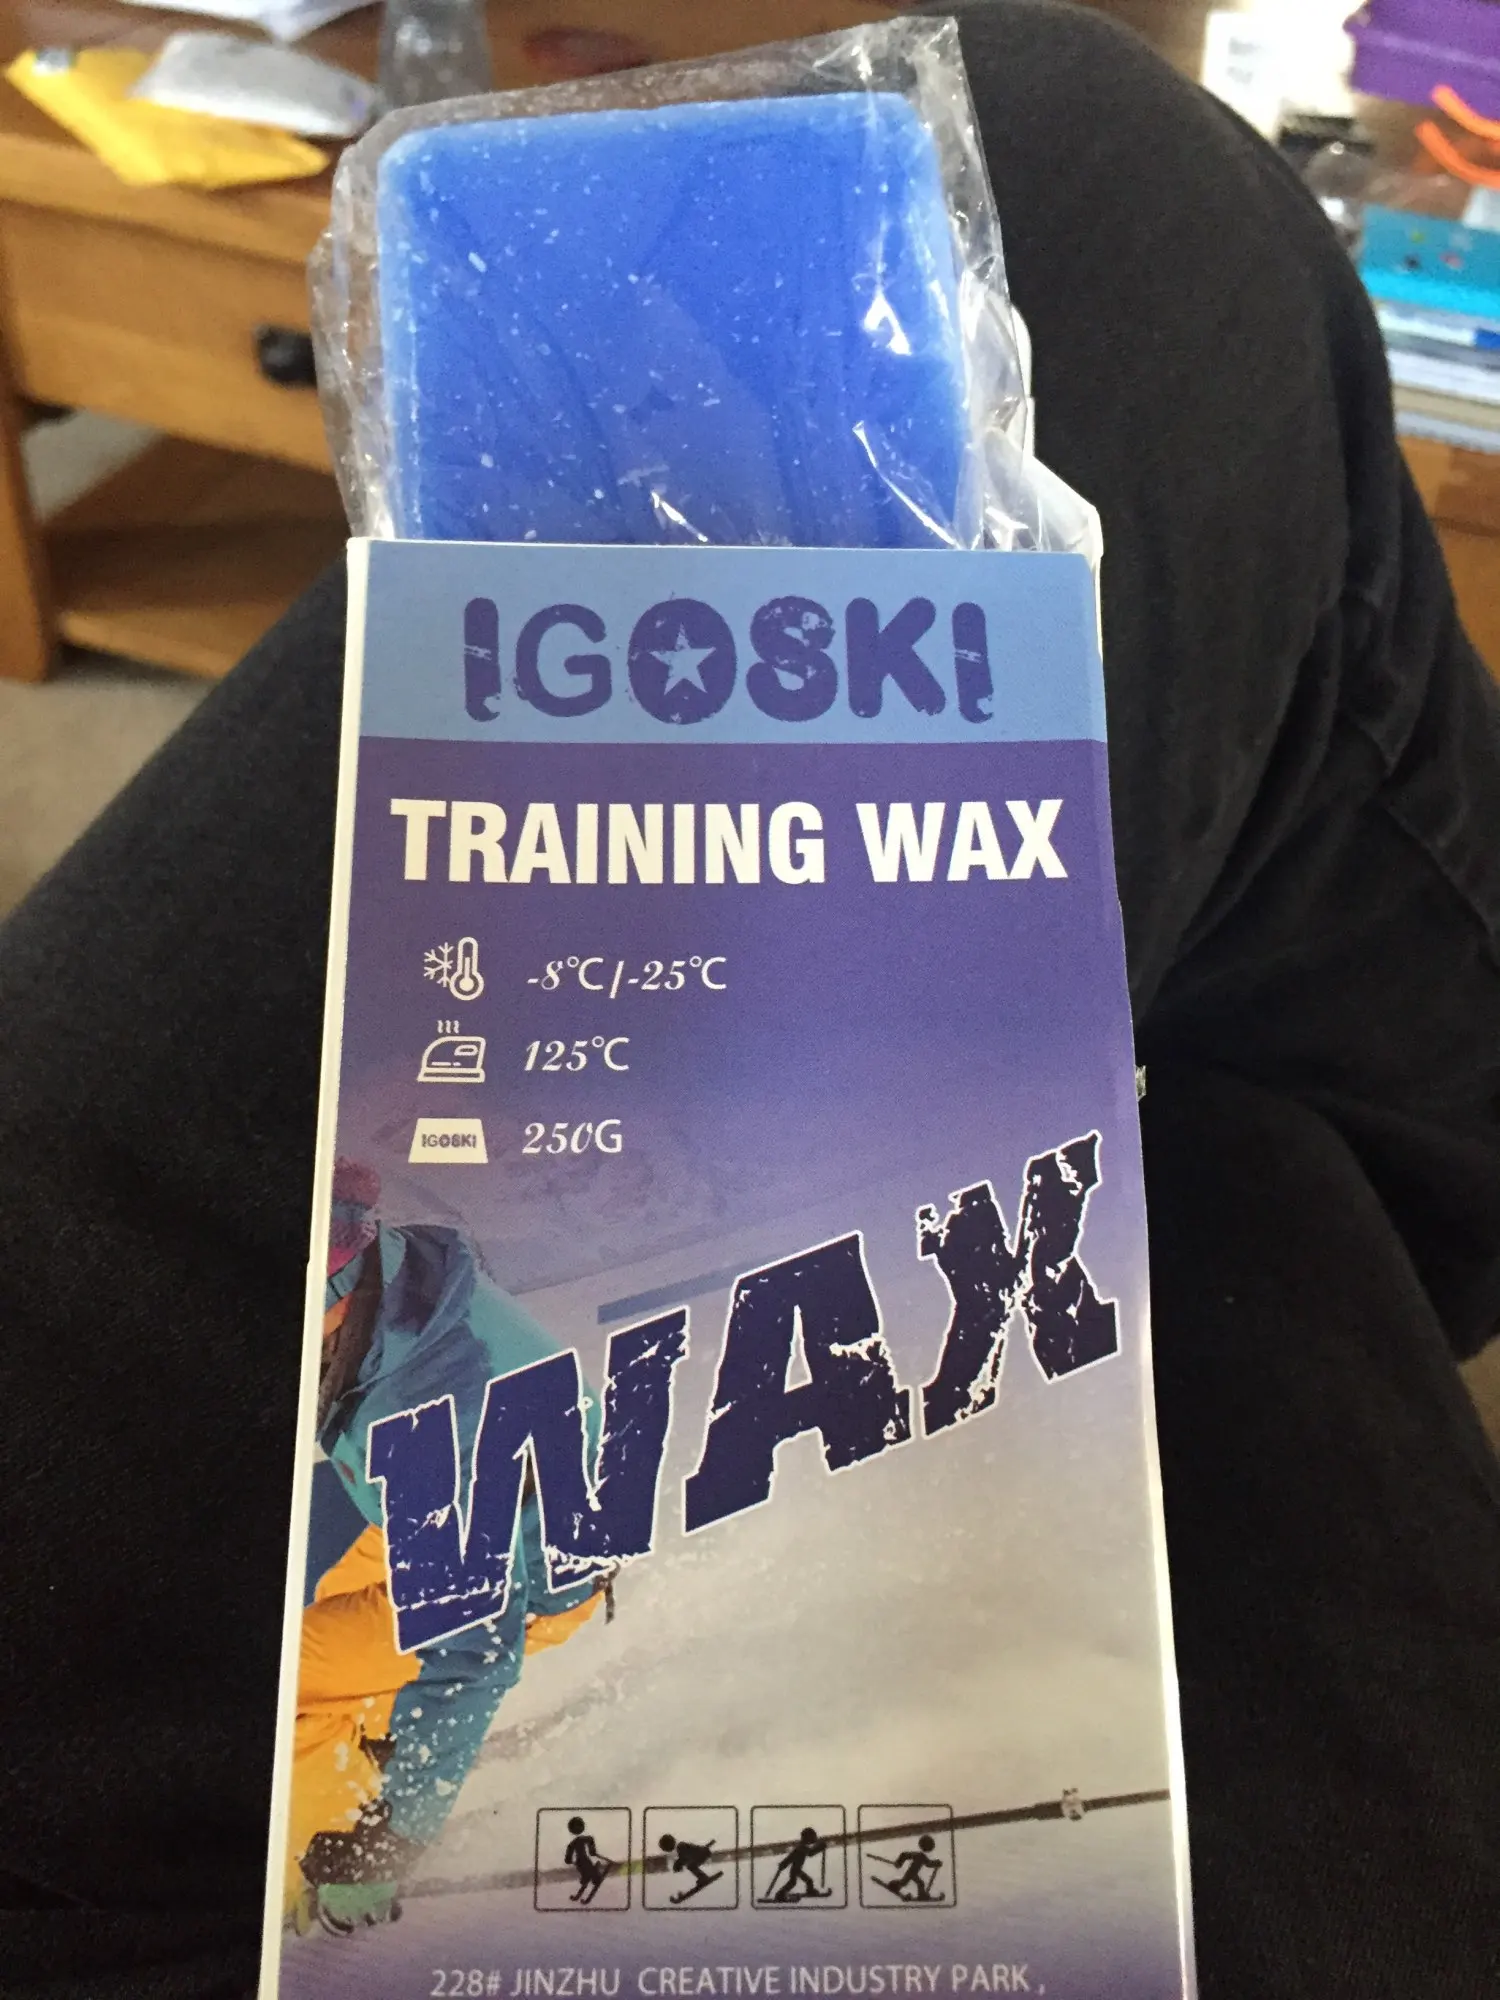 IGOSKI
TRAINING WAX
-8°C/-25°C
125°C
IGOSKI
250G
WAX
228# JINZHU CREATIVE INDUSTRY PARK,